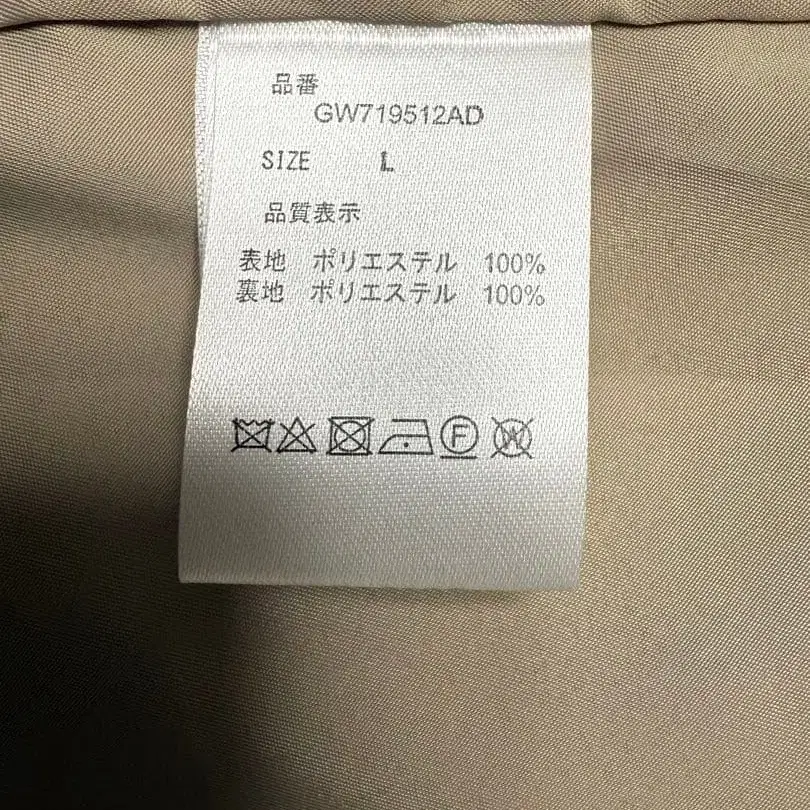 品番
GW719512AD
SIZE L
品質表示
表地 ポリエステル 100%
裏地 ポリエステル 100%
F W